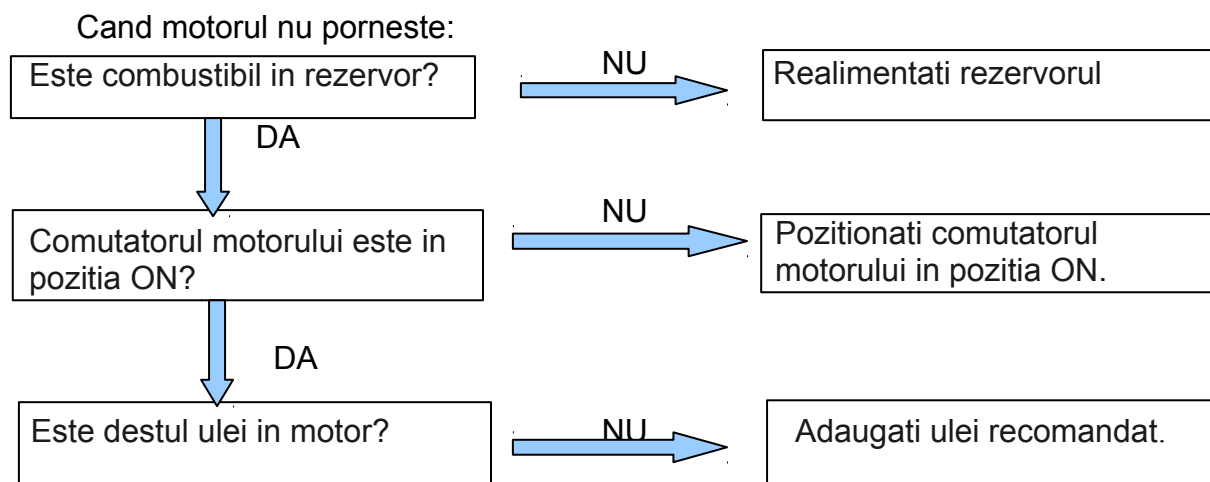 Cand motorul nu porneste:
Este combustibil in rezervor?
NU
Realimentati rezervorul
DA
Comutatorul motorului este in
pozitia ON?
NU
Pozitionati comutatorul
motorului in pozitia ON.
DA
Este destul ulei in motor?
NU
Adaugati ulei recomandat.